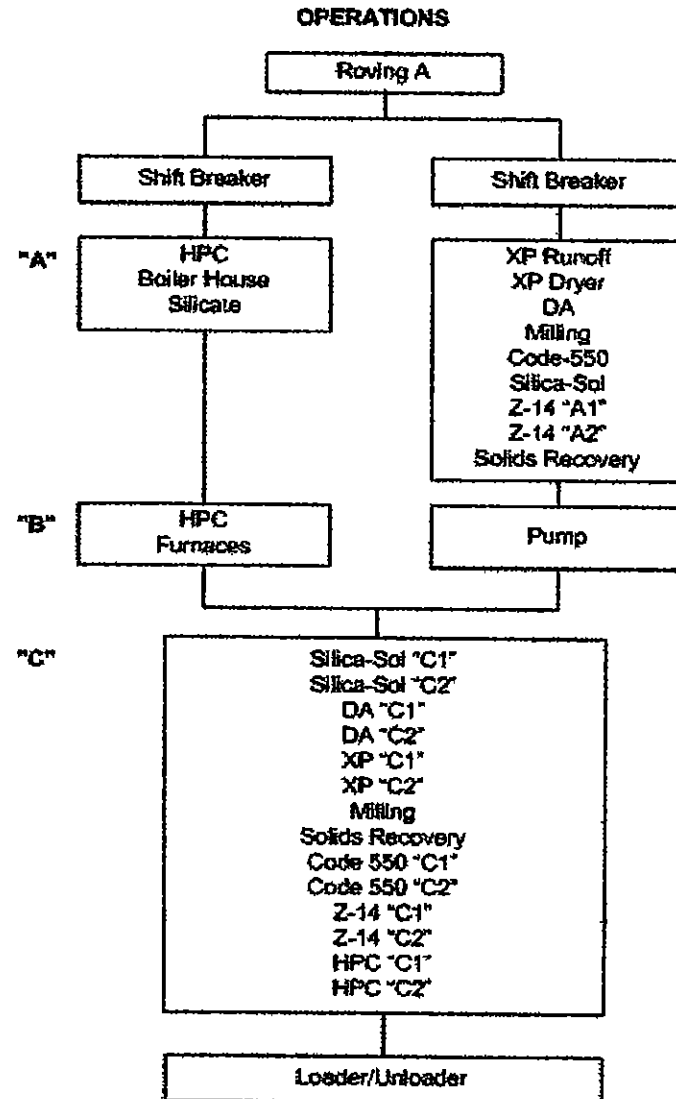 OPERATIONS
Roving A
Shift Breaker
Shift Breaker
"A"
HPC
Boiler House
Silicate
XP Runoff
XP Dryer
DA
Milling
Code-550
Silica-Sol
Z-14 "A1"
Z-14 "A2"
Solids Recovery
"B"
HPC
Furnaces
Pump
"C"
Silica-Sol "C1"
Silica-Sol "C2"
DA "C1"
DA "C2"
XP "C1"
XP "C2"
Milling
Solids Recovery
Code 550 "C1"
Code 550 "C2"
Z-14 "C1"
Z-14 "C2"
HPC "C1"
HPC "C2"
Loader/Unloader